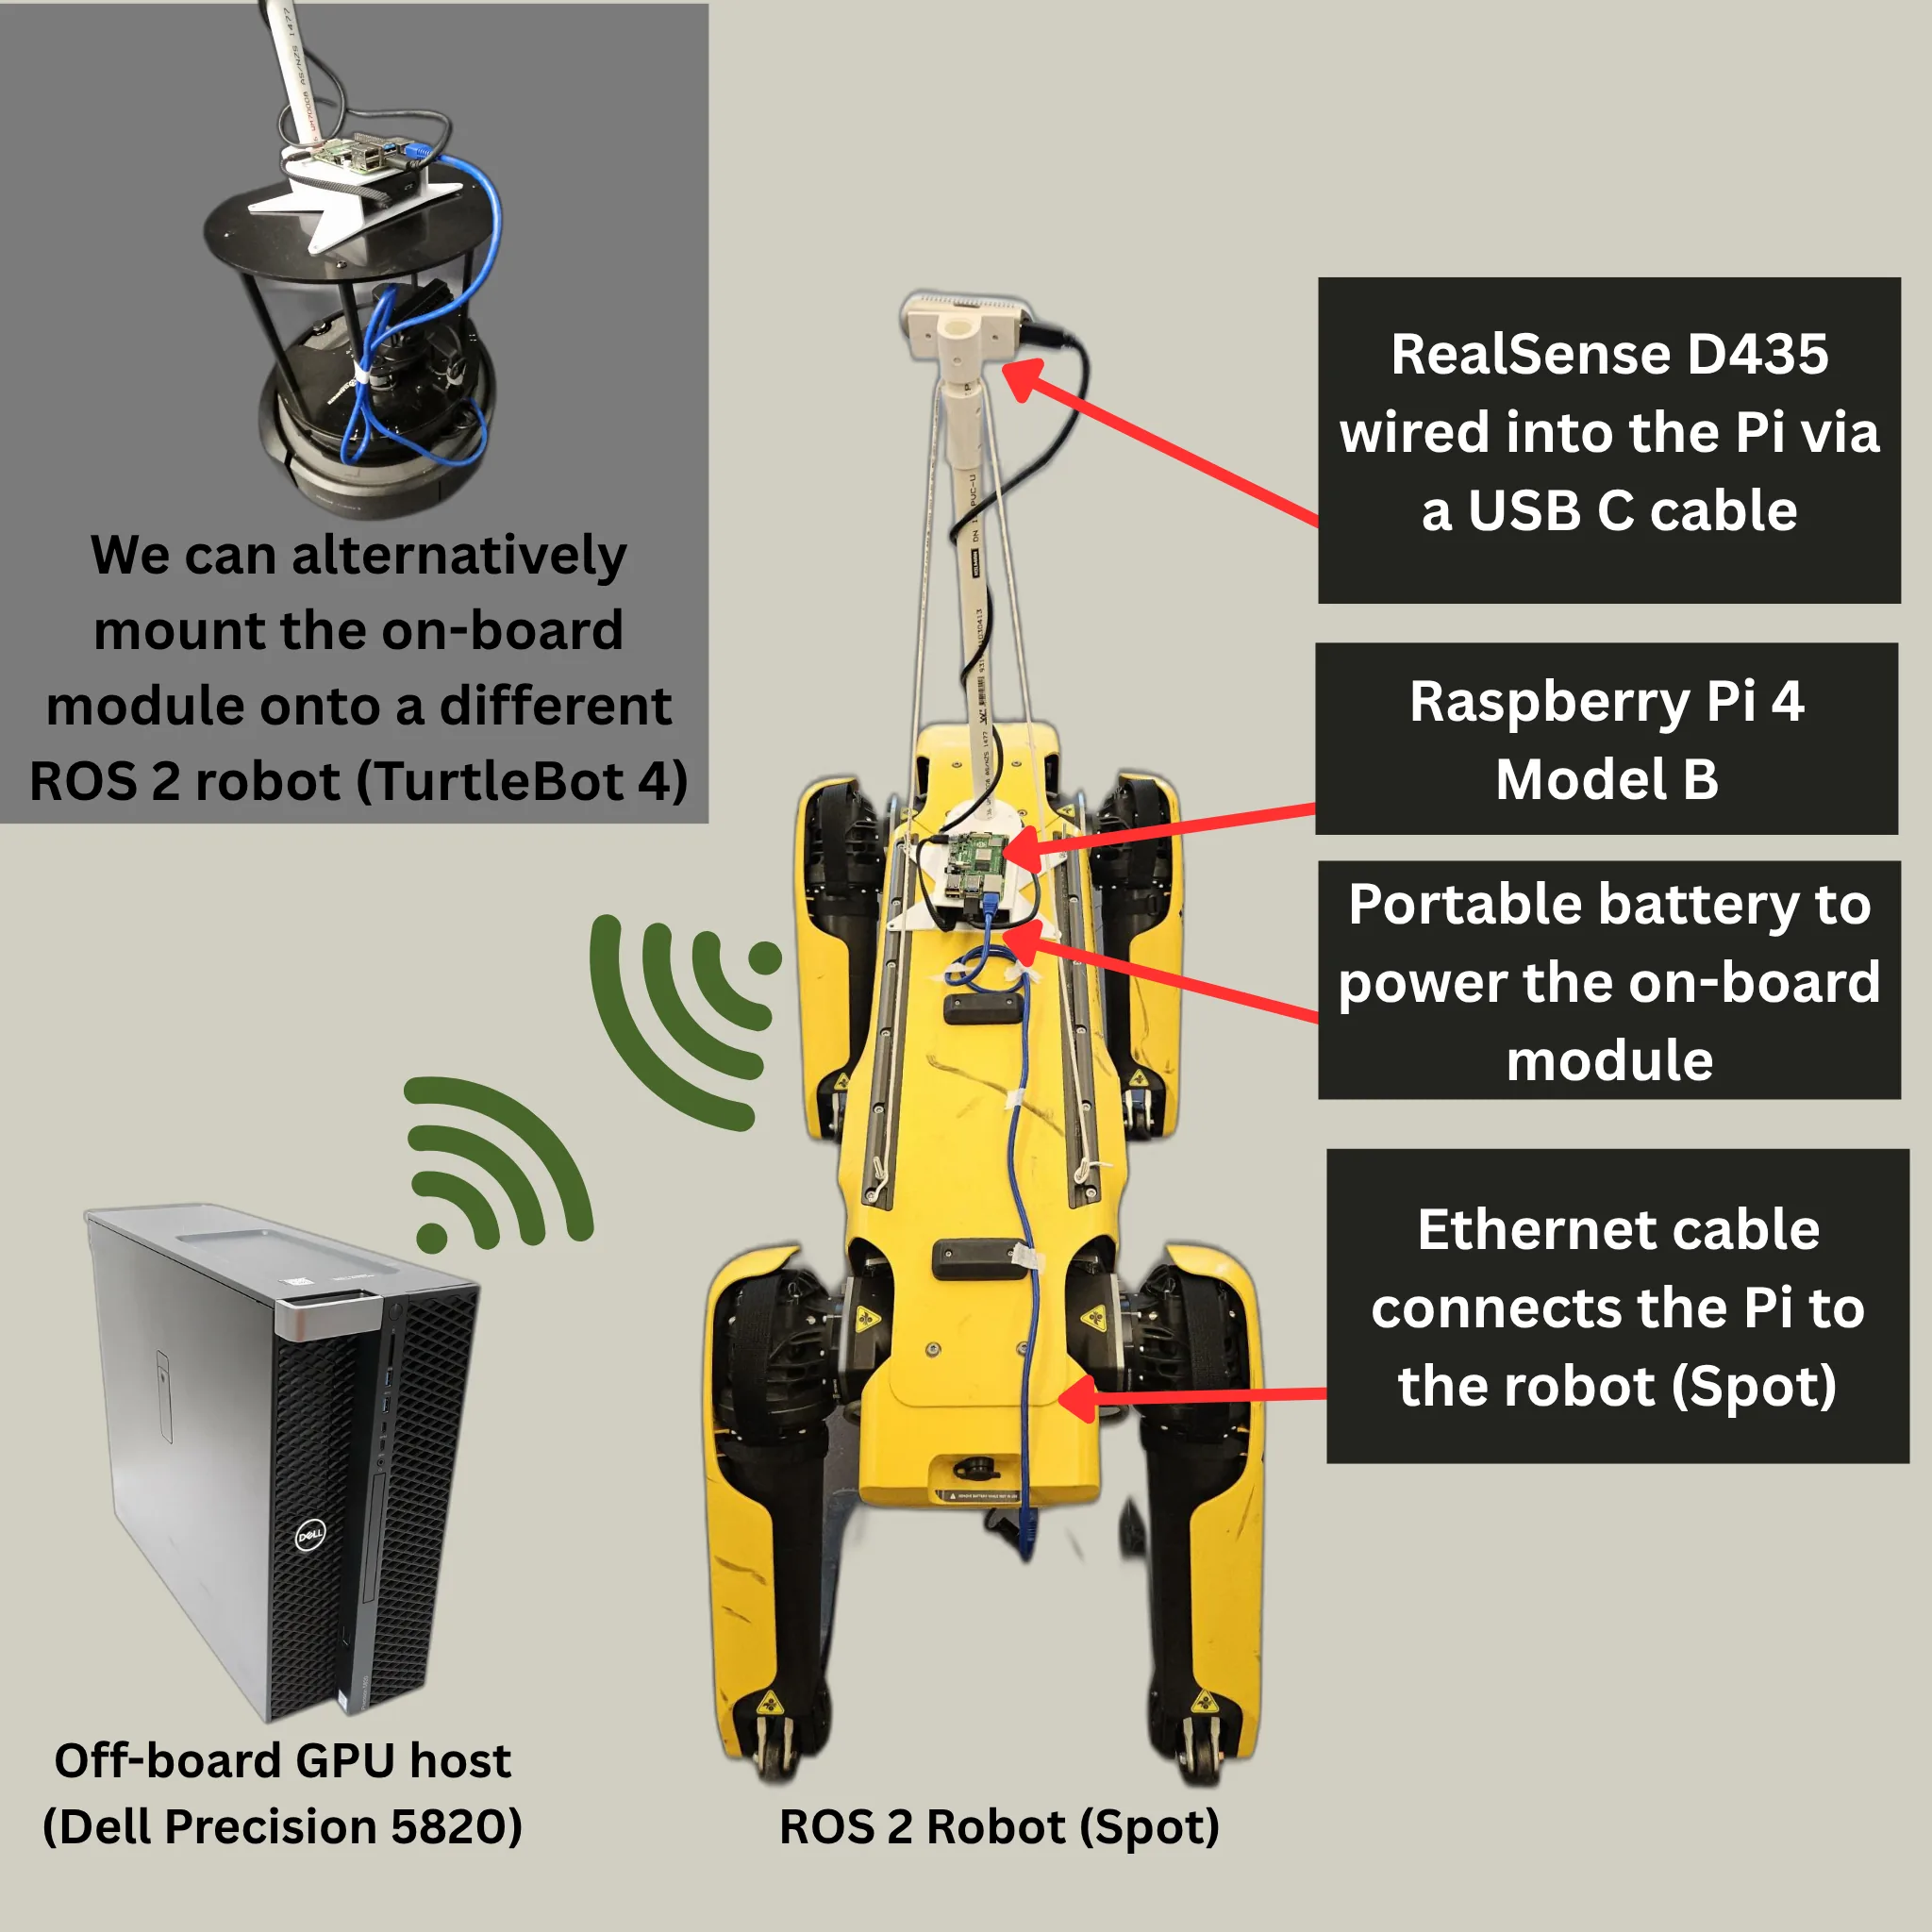 We can alternatively
mount the on-board
module onto a different
ROS 2 robot (TurtleBot 4)
RealSense D435
wired into the Pi via
a USB C cable
Raspberry Pi 4
Model B
Portable battery to
power the on-board
module
Ethernet cable
connects the Pi to
the robot (Spot)
DELL
Off-board GPU host
(Dell Precision 5820)
ROS 2 Robot (Spot)